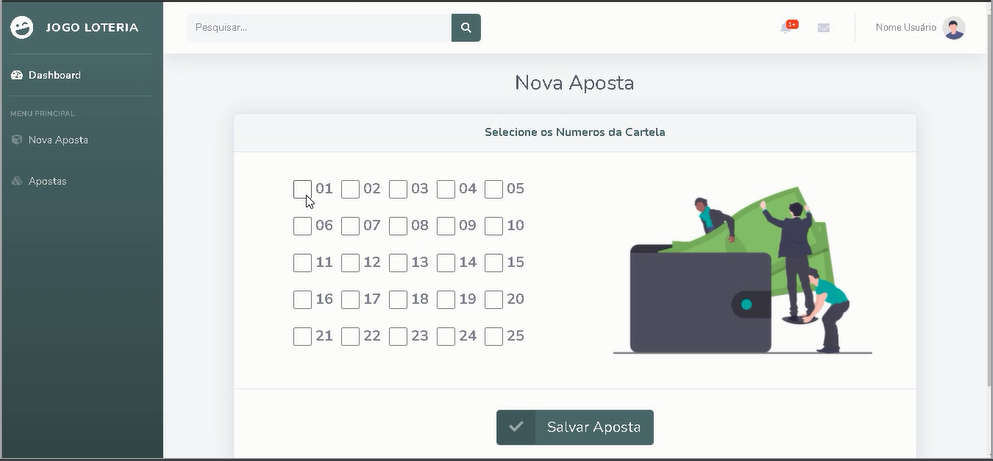 JOGO LOTERIA
Pesquisar...
1+
Nome Usuário
Dashboard
MENU PRINCIPAL
Nova Aposta
Apostas
Nova Aposta
Selecione os Numeros da Cartela
01 02 03 04 05
06 07 08 09 10
11 12 13 14 15
16 17 18 19 20
21 22 23 24 25
Salvar Aposta